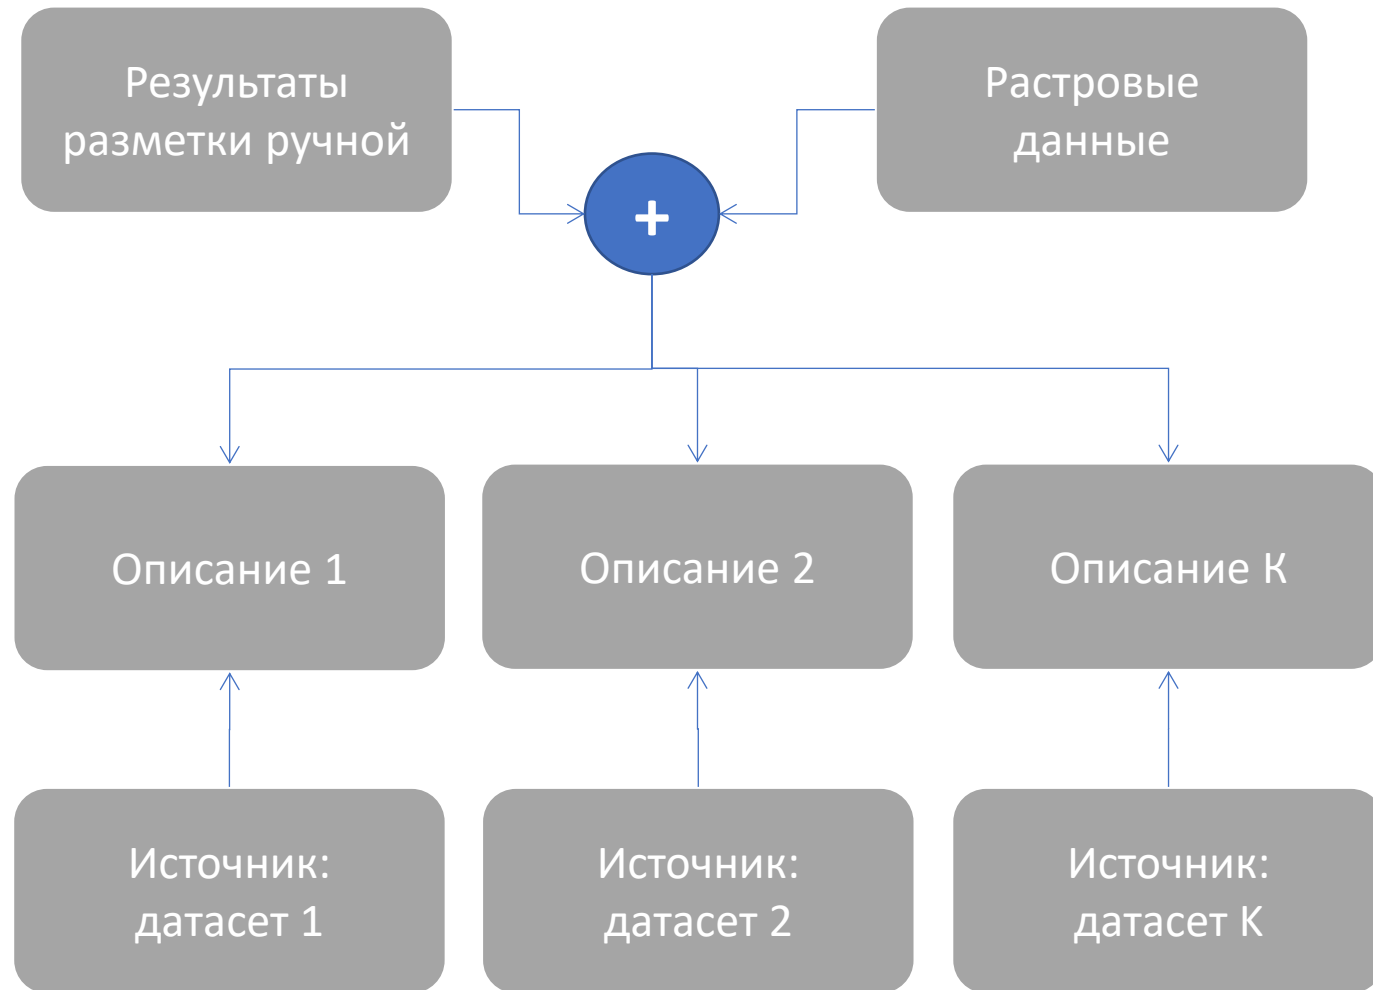 Результаты
разметки ручной
Растровые
данные
+
Описание 1
Описание 2
Описание К
Источник:
датасет 1
Источник:
датасет 2
Источник:
датасет K